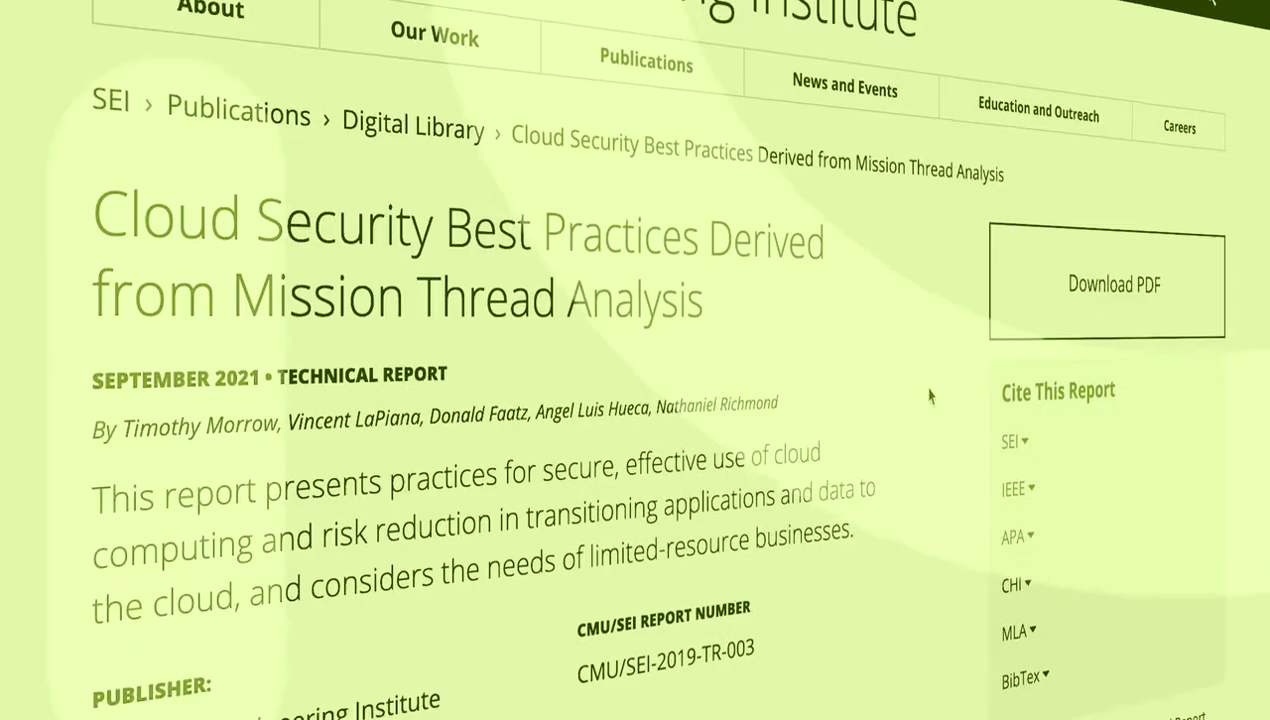 Institute
About
Our Work
Publications
News and Events
Education and Outreach
Careers
SEI › Publications › Digital Library › Cloud Security Best Practices Derived from Mission Thread Analysis
Cloud Security Best Practices Derived
from Mission Thread Analysis
Download PDF
SEPTEMBER 2021 • TECHNICAL REPORT
By Timothy Morrow, Vincent LaPiana, Donald Faatz, Angel Luis Hueca, Nathaniel Richmond
This report presents practices for secure, effective use of cloud
computing and risk reduction in transitioning applications and data to
the cloud, and considers the needs of limited-resource businesses.
Cite This Report
SEI ▾
IEEE ▾
APA ▾
CHI ▾
MLA ▾
BibTex ▾
PUBLISHER:
Institute
CMU/SEI REPORT NUMBER
CMU/SEI-2019-TR-003